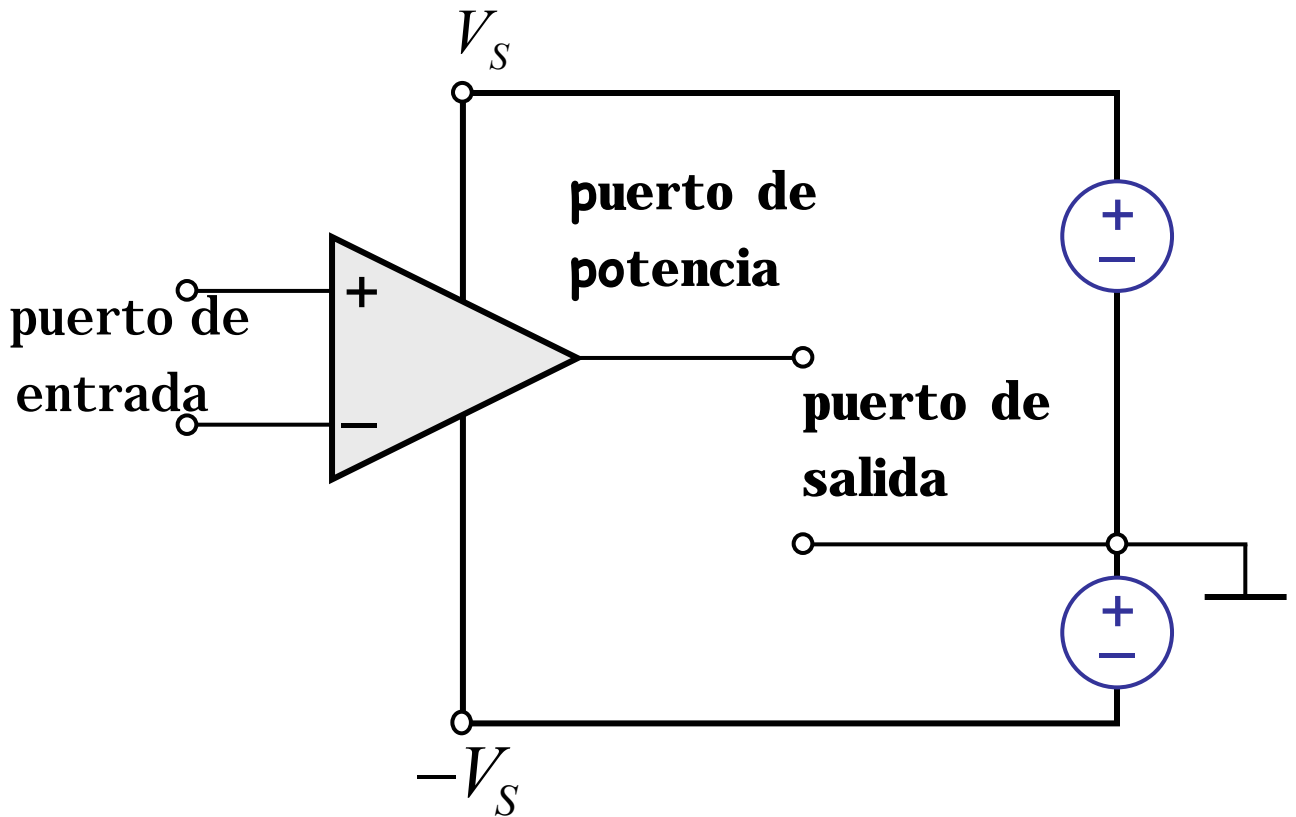 V_S
puerto de
potencia
+
−
+
puerto de
entrada
−
puerto de
salida
+
−
−V_S